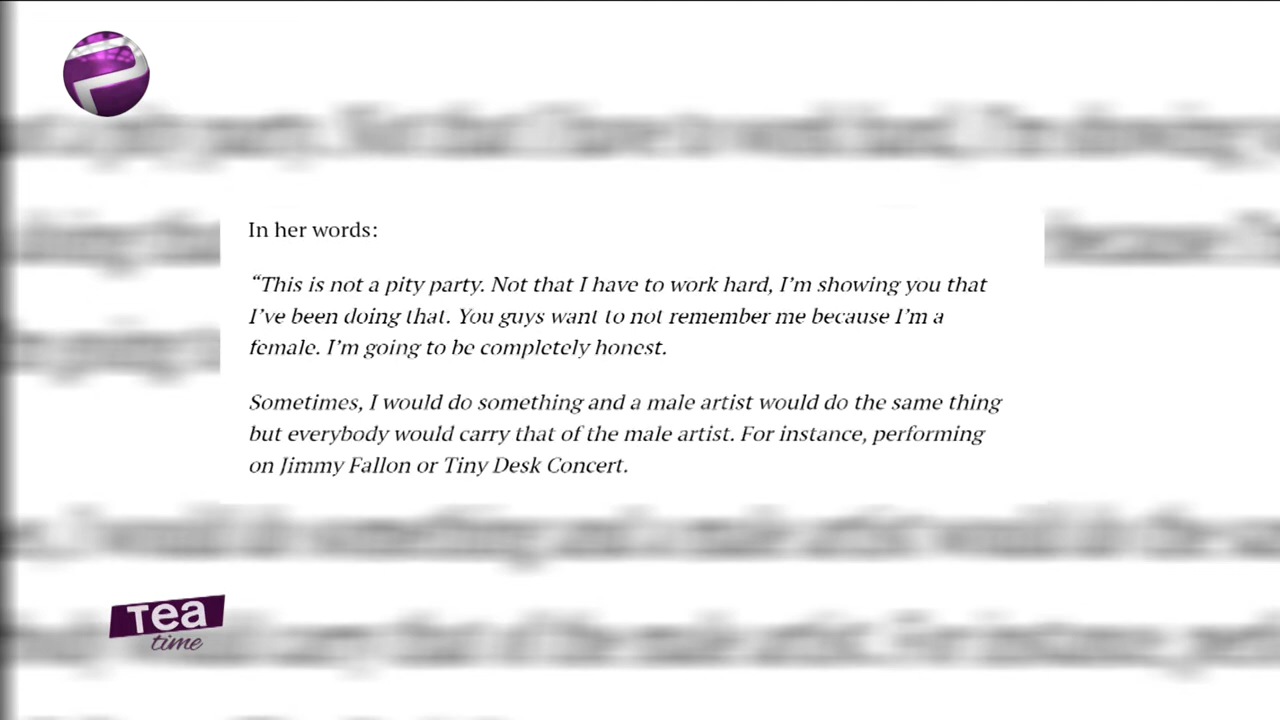 In her words:
“This is not a pity party. Not that I have to work hard, I’m showing you that
I’ve been doing that. You guys want to not remember me because I’m a
female. I’m going to be completely honest.
Sometimes, I would do something and a male artist would do the same thing
but everybody would carry that of the male artist. For instance, performing
on Jimmy Fallon or Tiny Desk Concert.
Tea
time